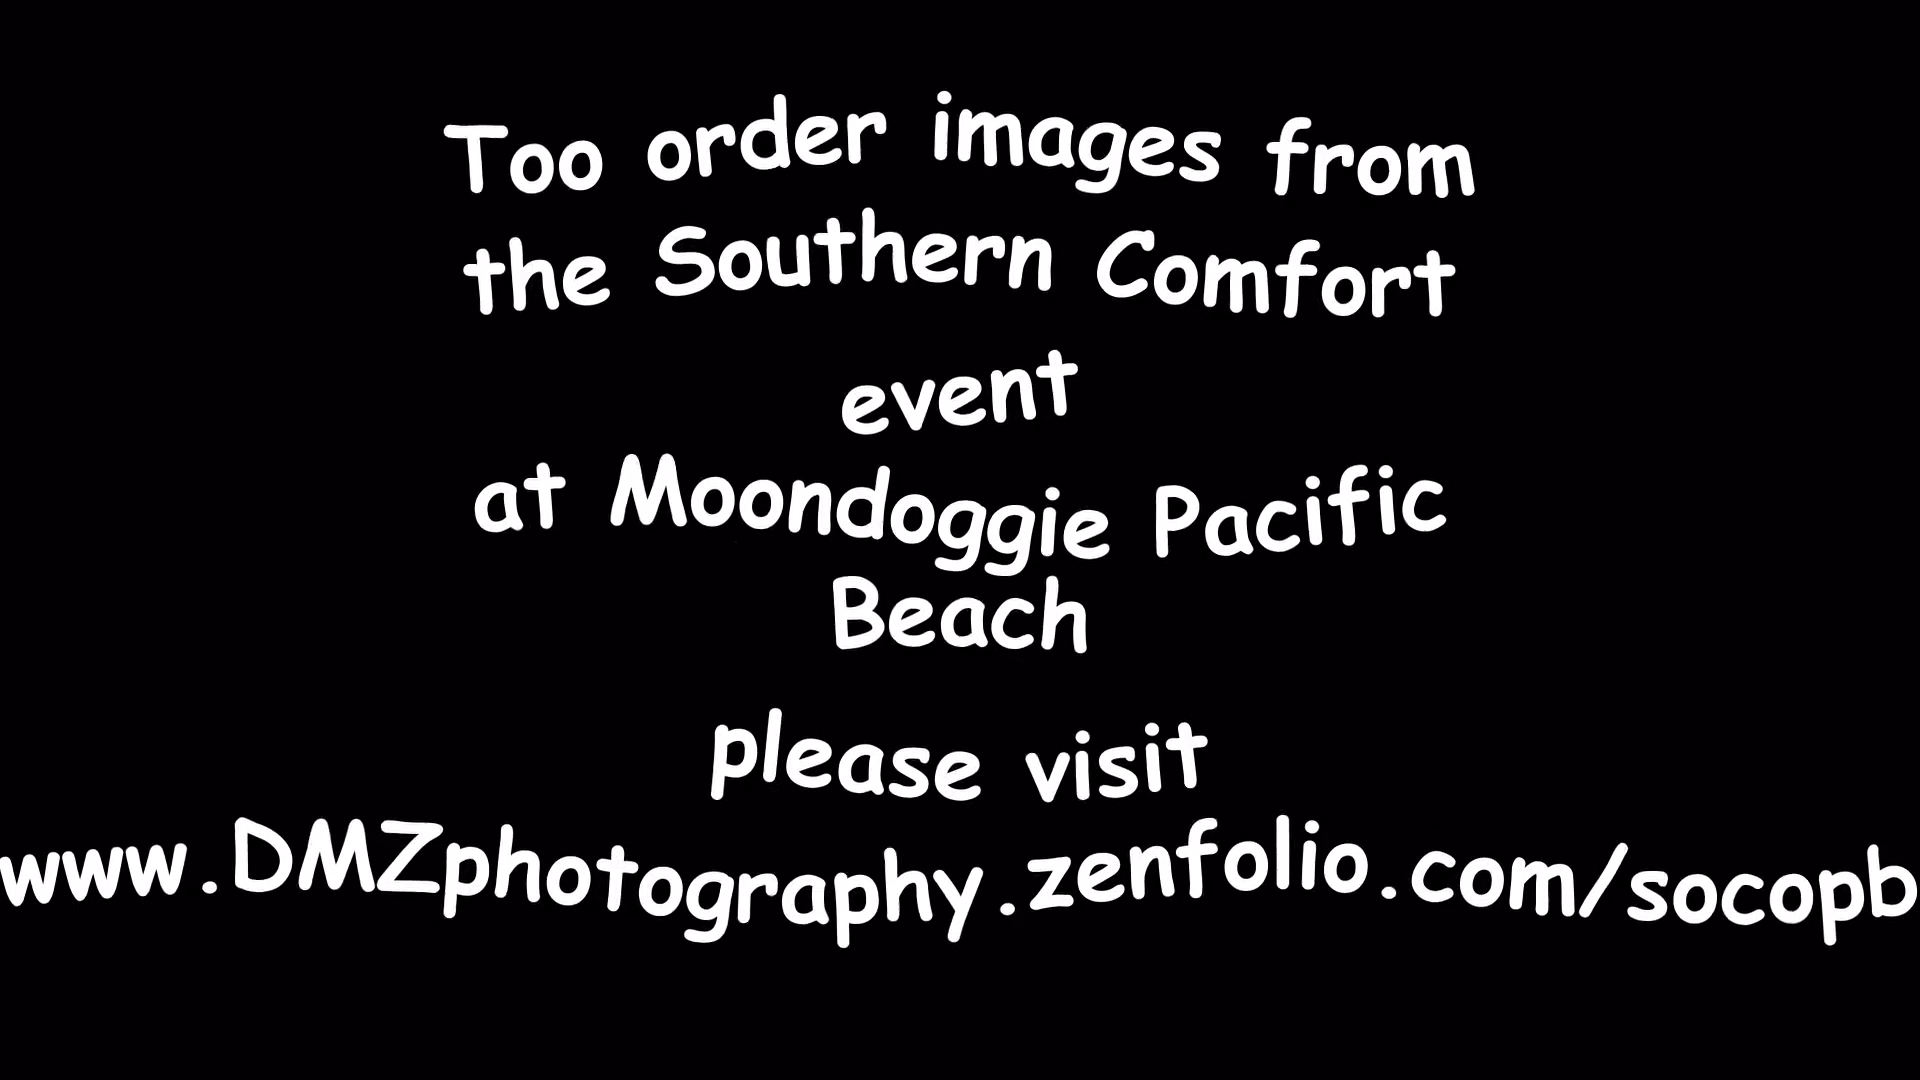 Too order images from
the Southern Comfort
event
at Moondoggie Pacific
Beach
please visit
www.DMZphotography.zenfolio.com/socopb